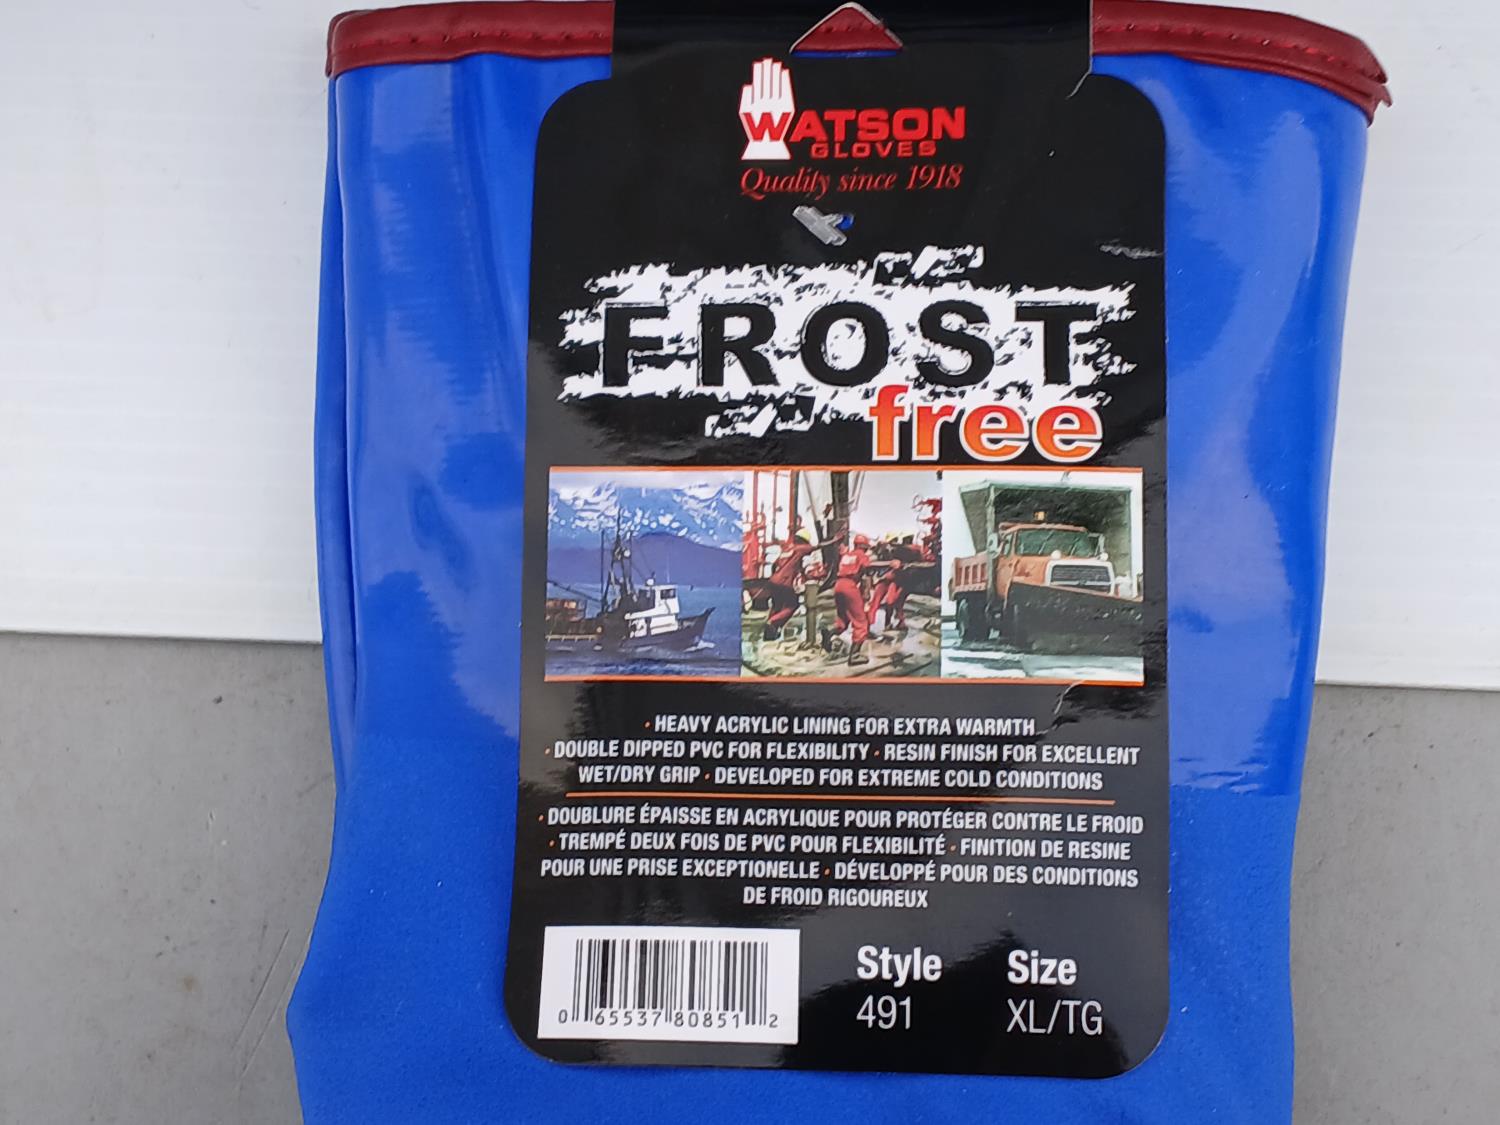 WATSON
GLOVES
Quality since 1918
FROST
free
· HEAVY ACRYLIC LINING FOR EXTRA WARMTH
· DOUBLE DIPPED PVC FOR FLEXIBILITY · RESIN FINISH FOR EXCELLENT
WET/DRY GRIP · DEVELOPED FOR EXTREME COLD CONDITIONS
· DOUBLURE ÉPAISSE EN ACRYLIQUE POUR PROTÉGER CONTRE LE FROID
· TREMPÉ DEUX FOIS DE PVC POUR FLEXIBILITÉ · FINITION DE RESINE
POUR UNE PRISE EXCEPTIONELLE · DÉVELOPPÉ POUR DES CONDITIONS
DE FROID RIGOUREUX
Style Size
491 XL/TG
0 65537 80851 2